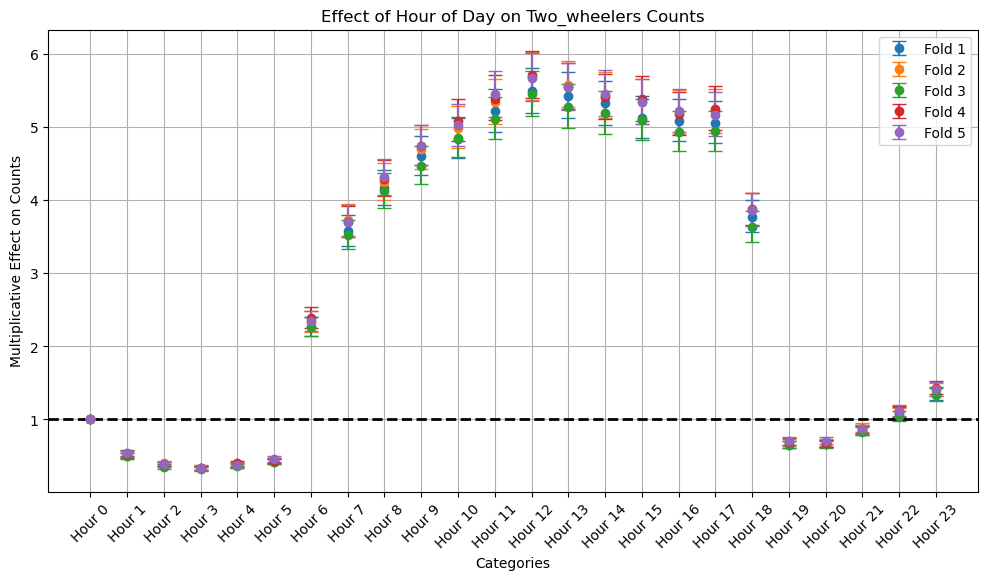 Effect of Hour of Day on Two_wheelers Counts
Multiplicative Effect on Counts
6
5
4
3
2
1
Fold 1
Fold 2
Fold 3
Fold 4
Fold 5
Hour 0
Hour 1
Hour 2
Hour 3
Hour 4
Hour 5
Hour 6
Hour 7
Hour 8
Hour 9
Hour 10
Hour 11
Hour 12
Hour 13
Hour 14
Hour 15
Hour 16
Hour 17
Hour 18
Hour 19
Hour 20
Hour 21
Hour 22
Hour 23
Categories